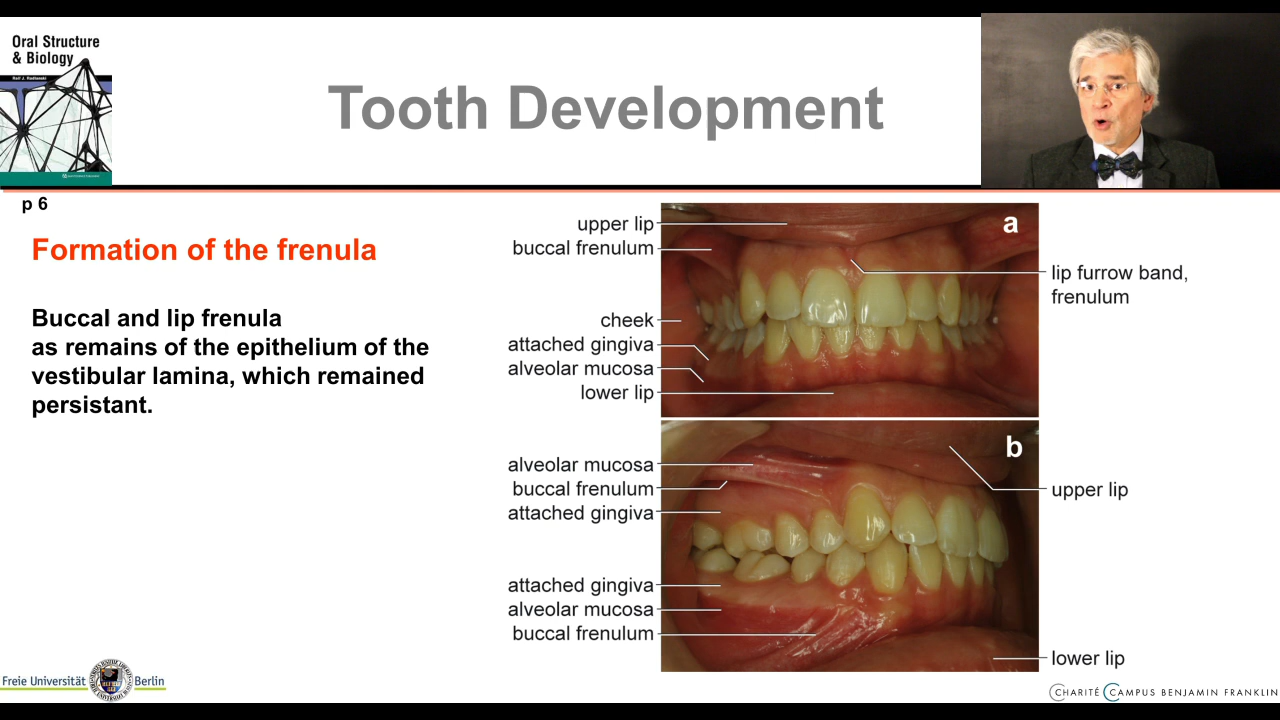 Oral Structure
& Biology
Ralf J. Radlanski
Tooth Development
p 6
Formation of the frenula
Buccal and lip frenula
as remains of the epithelium of the
vestibular lamina, which remained
persistant.
upper lip
buccal frenulum
cheek
attached gingiva
alveolar mucosa
lower lip
a
lip furrow band,
frenulum
alveolar mucosa
buccal frenulum
attached gingiva
attached gingiva
alveolar mucosa
buccal frenulum
b
upper lip
lower lip
Freie Universität Berlin
CHARITÉ CAMPUS BENJAMIN FRANKLIN